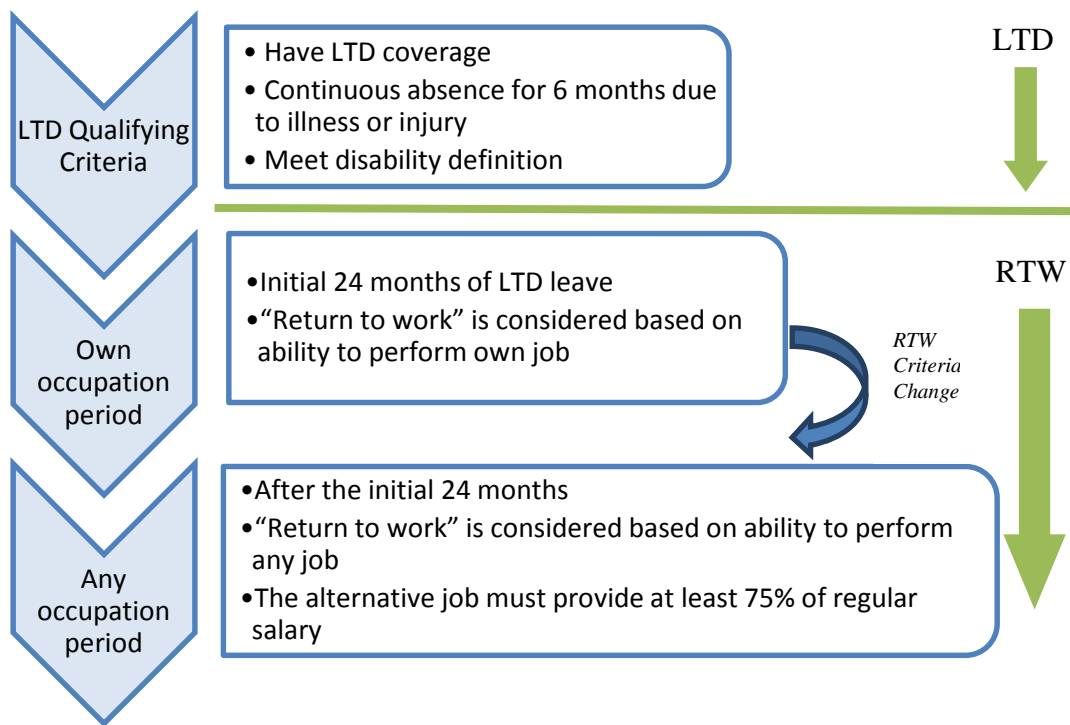 LTD Qualifying
Criteria
• Have LTD coverage
• Continuous absence for 6 months due
to illness or injury
• Meet disability definition
LTD
Own
occupation
period
•Initial 24 months of LTD leave
•“Return to work” is considered based on
ability to perform own job
RTW
Criteria
Change
RTW
Any
occupation
period
•After the initial 24 months
•“Return to work” is considered based on ability to perform
any job
•The alternative job must provide at least 75% of regular
salary